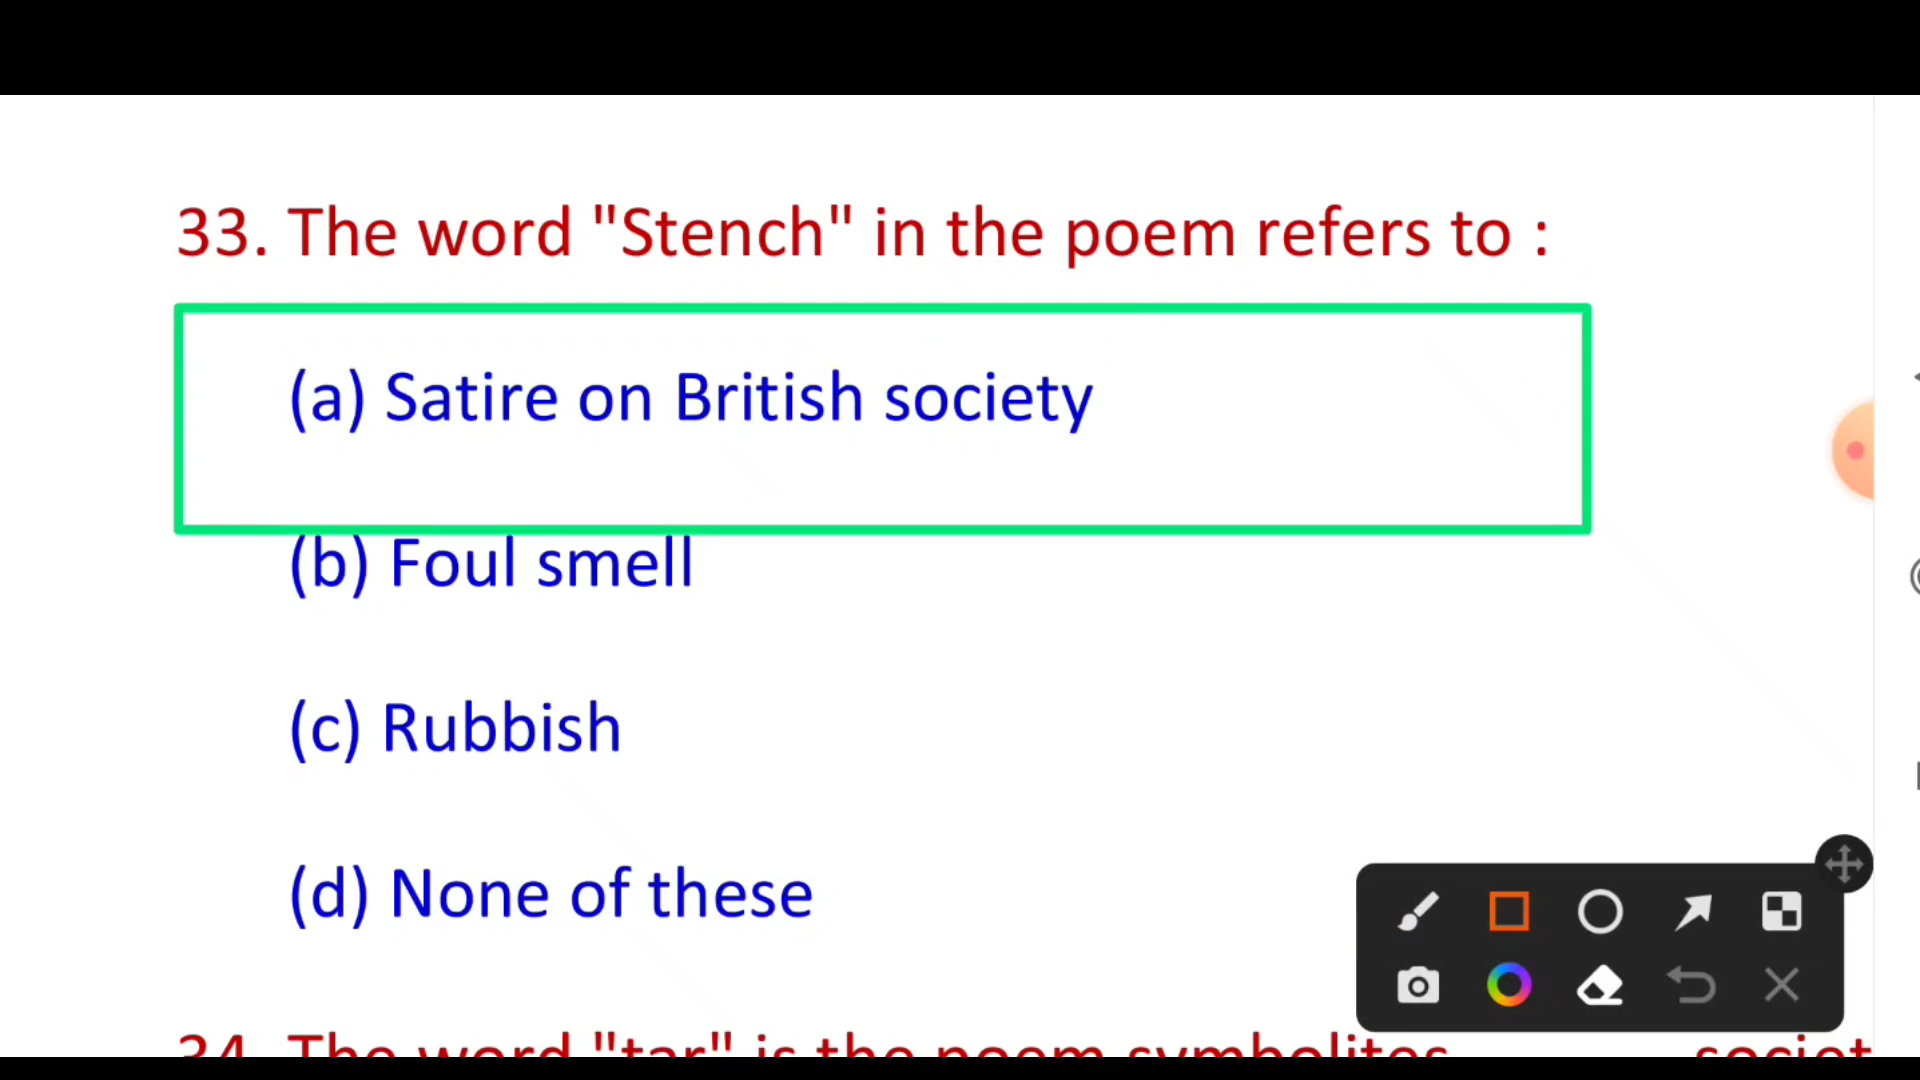 33. The word "Stench" in the poem refers to :
(a) Satire on British society
(b) Foul smell
(c) Rubbish
(d) None of these
34. The word "tar" is the poem symbolites societ